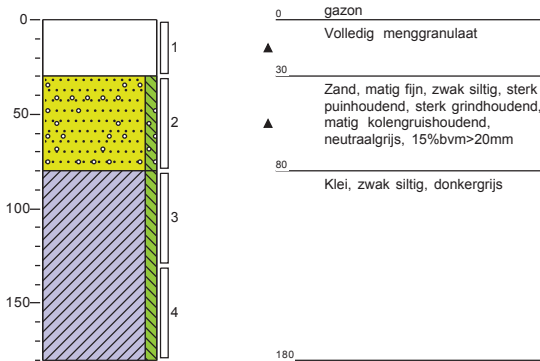 0
50
100
150
1
2
3
4
0 gazon
Volledig menggranulaat
30
Zand, matig fijn, zwak siltig, sterk
puinhoudend, sterk grindhoudend,
matig kolengruishoudend,
neutraalgrijs, 15%bvm>20mm
80
Klei, zwak siltig, donkergrijs
180